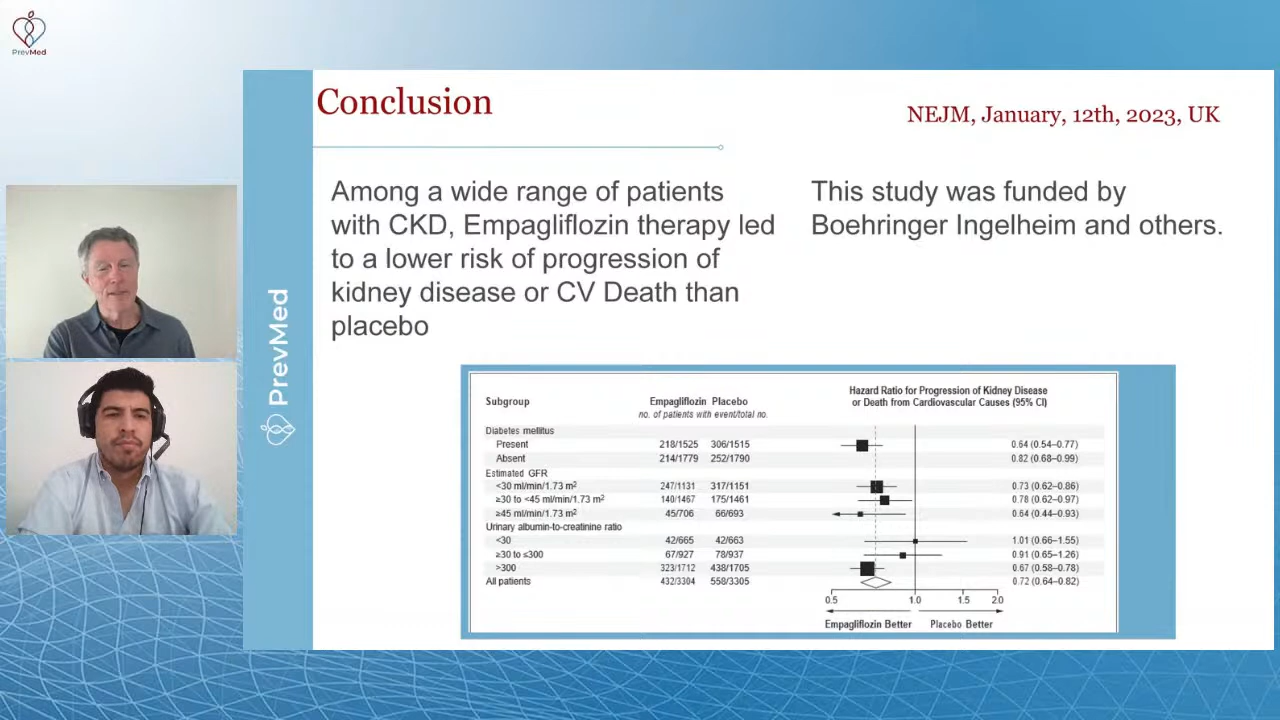 PrevMed
Conclusion
NEJM, January, 12th, 2023, UK
Among a wide range of patients
with CKD, Empagliflozin therapy led
to a lower risk of progression of
kidney disease or CV Death than
placebo
This study was funded by
Boehringer Ingelheim and others.
PrevMed
Subgroup
Empagliflozin Placebo
no. of patients with event/total no.
Hazard Ratio for Progression of Kidney Disease
or Death from Cardiovascular Causes (95% CI)
Diabetes mellitus
Present 218/1525 306/1515 0.64 (0.54–0.77)
Absent 214/1779 252/1790 0.82 (0.68–0.99)
Estimated GFR
<30 ml/min/1.73 m² 247/1131 317/1151 0.73 (0.62–0.86)
≥30 to <45 ml/min/1.73 m² 140/1467 175/1461 0.78 (0.62–0.97)
≥45 ml/min/1.73 m² 45/706 66/693 0.64 (0.44–0.93)
Urinary albumin-to-creatinine ratio
<30 42/665 42/663 1.01 (0.66–1.55)
≥30 to ≤300 67/927 78/937 0.91 (0.65–1.26)
>300 323/1712 438/1705 0.67 (0.58–0.78)
All patients 432/3304 558/3305 0.72 (0.64–0.82)
0.5 1.0 1.5 2.0
Empagliflozin Better Placebo Better